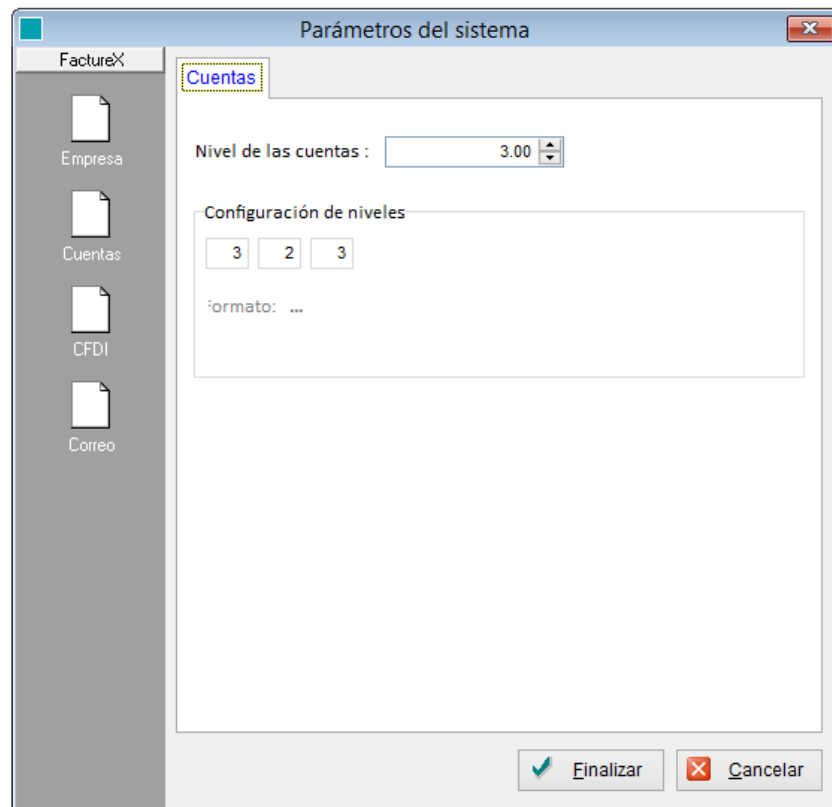 Parámetros del sistema
FactureX
Empresa
Cuentas
CFDI
Correo
Cuentas
Nivel de las cuentas : 3.00
Configuración de niveles
3 2 3
Formato: ...
Finalizar Cancelar